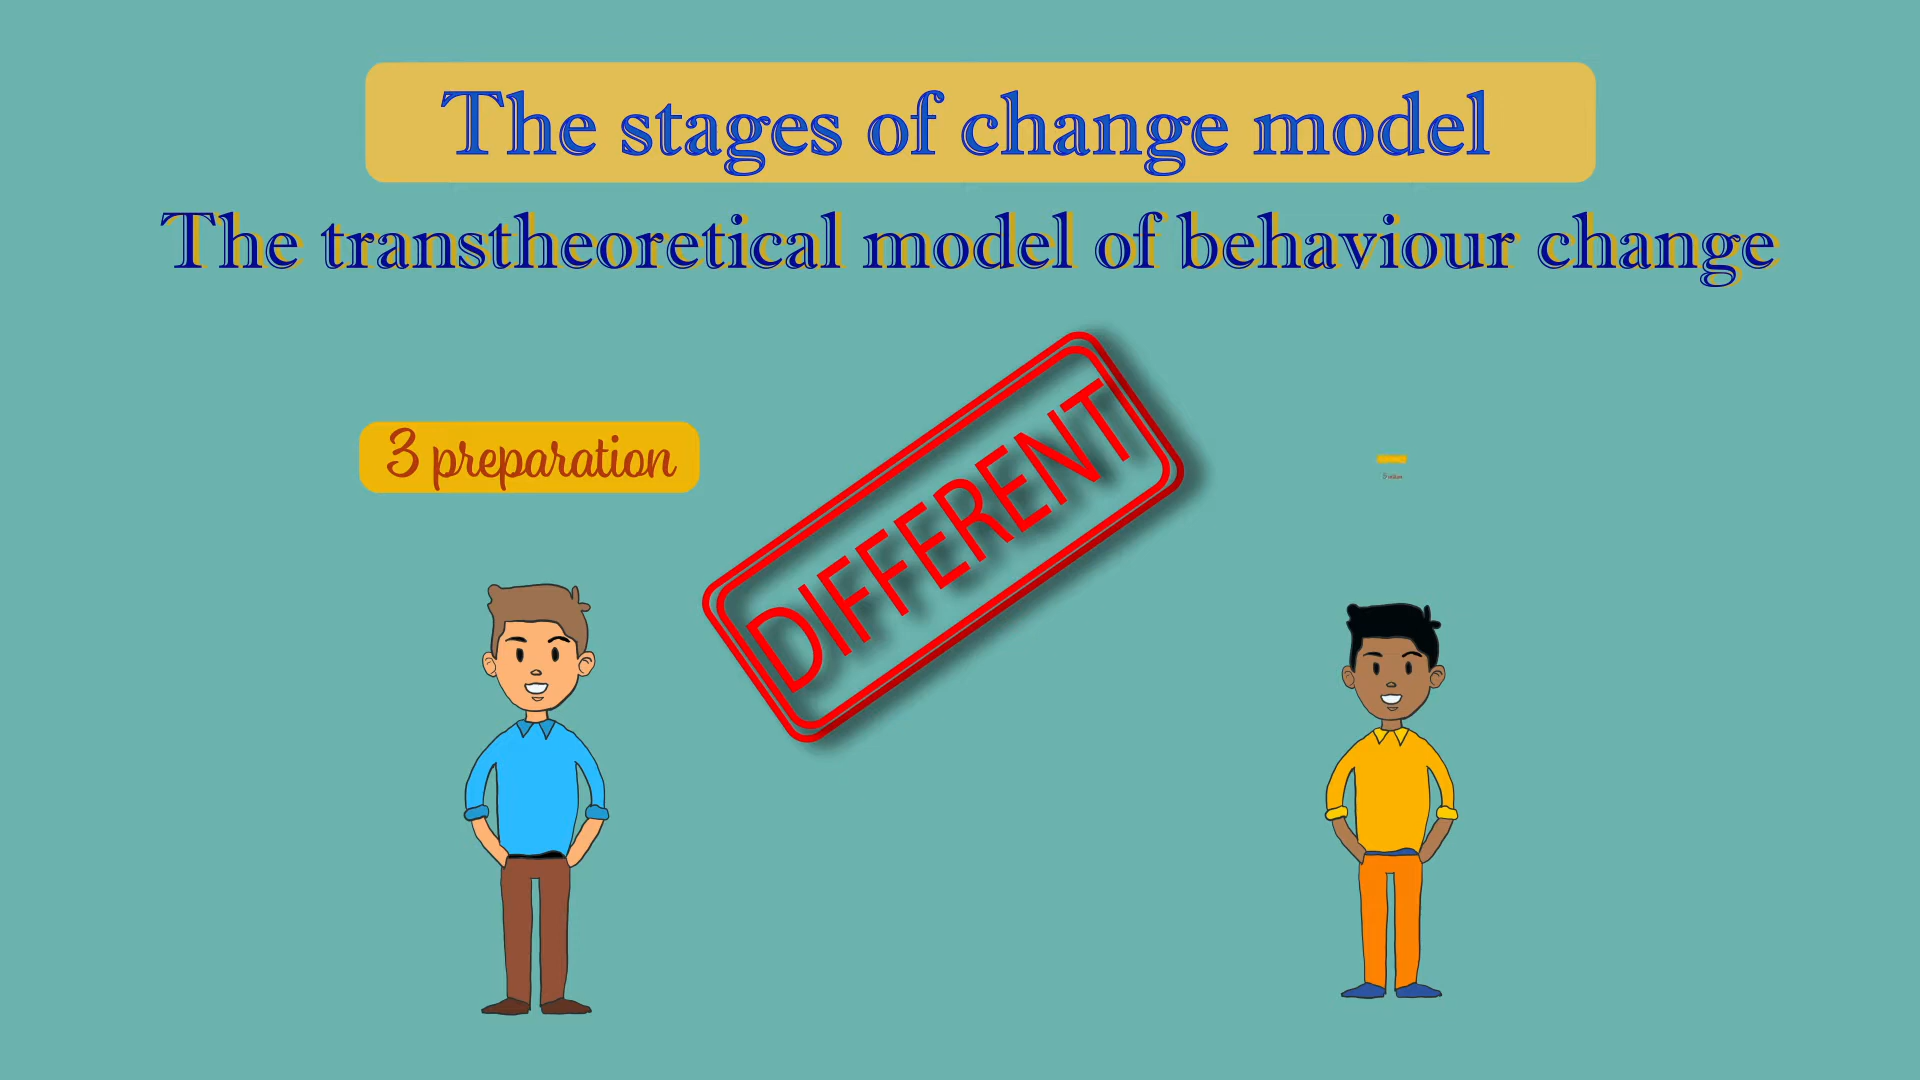 The stages of change model
The transtheoretical model of behaviour change
DIFFERENT
3 preparation